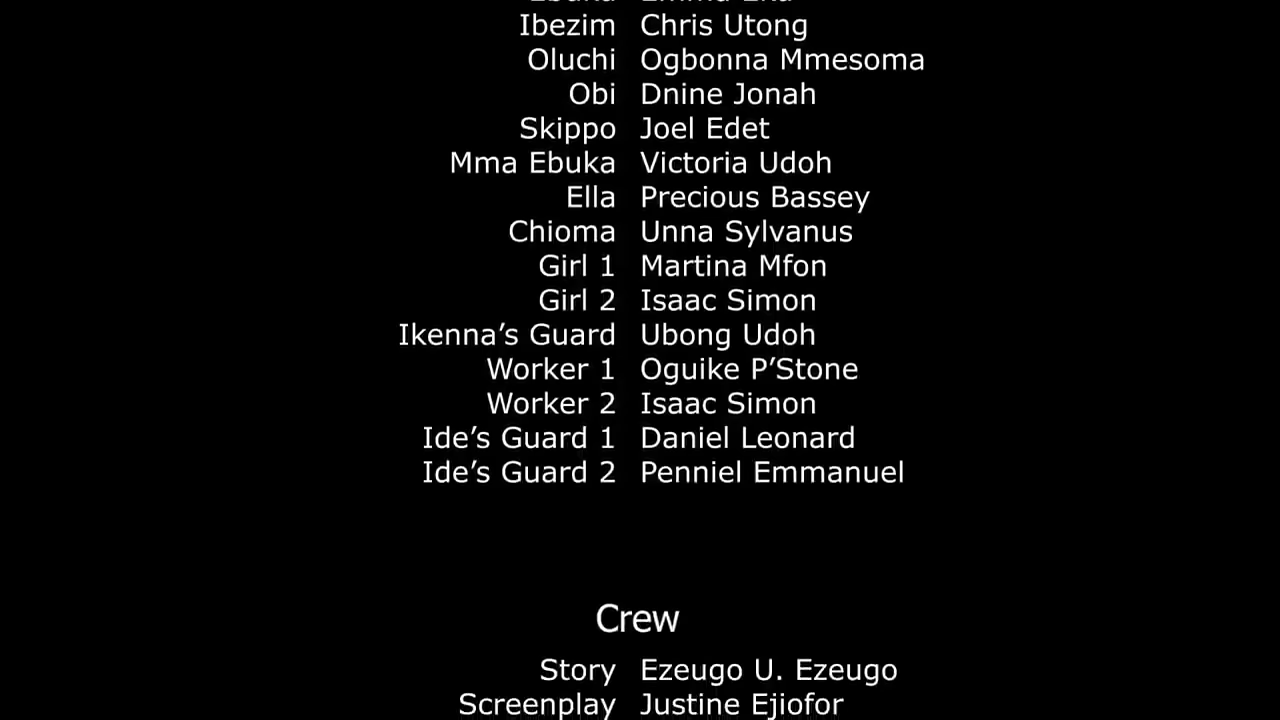 Ibezim Chris Utong
Oluchi Ogbonna Mmesoma
Obi Dnine Jonah
Skippo Joel Edet
Mma Ebuka Victoria Udoh
Ella Precious Bassey
Chioma Unna Sylvanus
Girl 1 Martina Mfon
Girl 2 Isaac Simon
Ikenna’s Guard Ubong Udoh
Worker 1 Oguike P’Stone
Worker 2 Isaac Simon
Ide’s Guard 1 Daniel Leonard
Ide’s Guard 2 Penniel Emmanuel
Crew
Story Ezeugo U. Ezeugo
Screenplay Justine Ejiofor